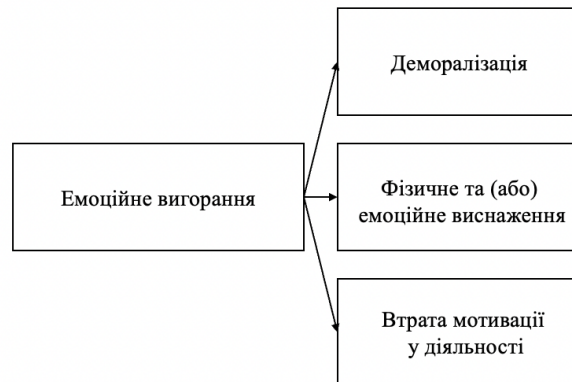 Деморалізація
Емоційне вигорання
Фізичне та (або)
емоційне виснаження
Втрата мотивації
у діяльності